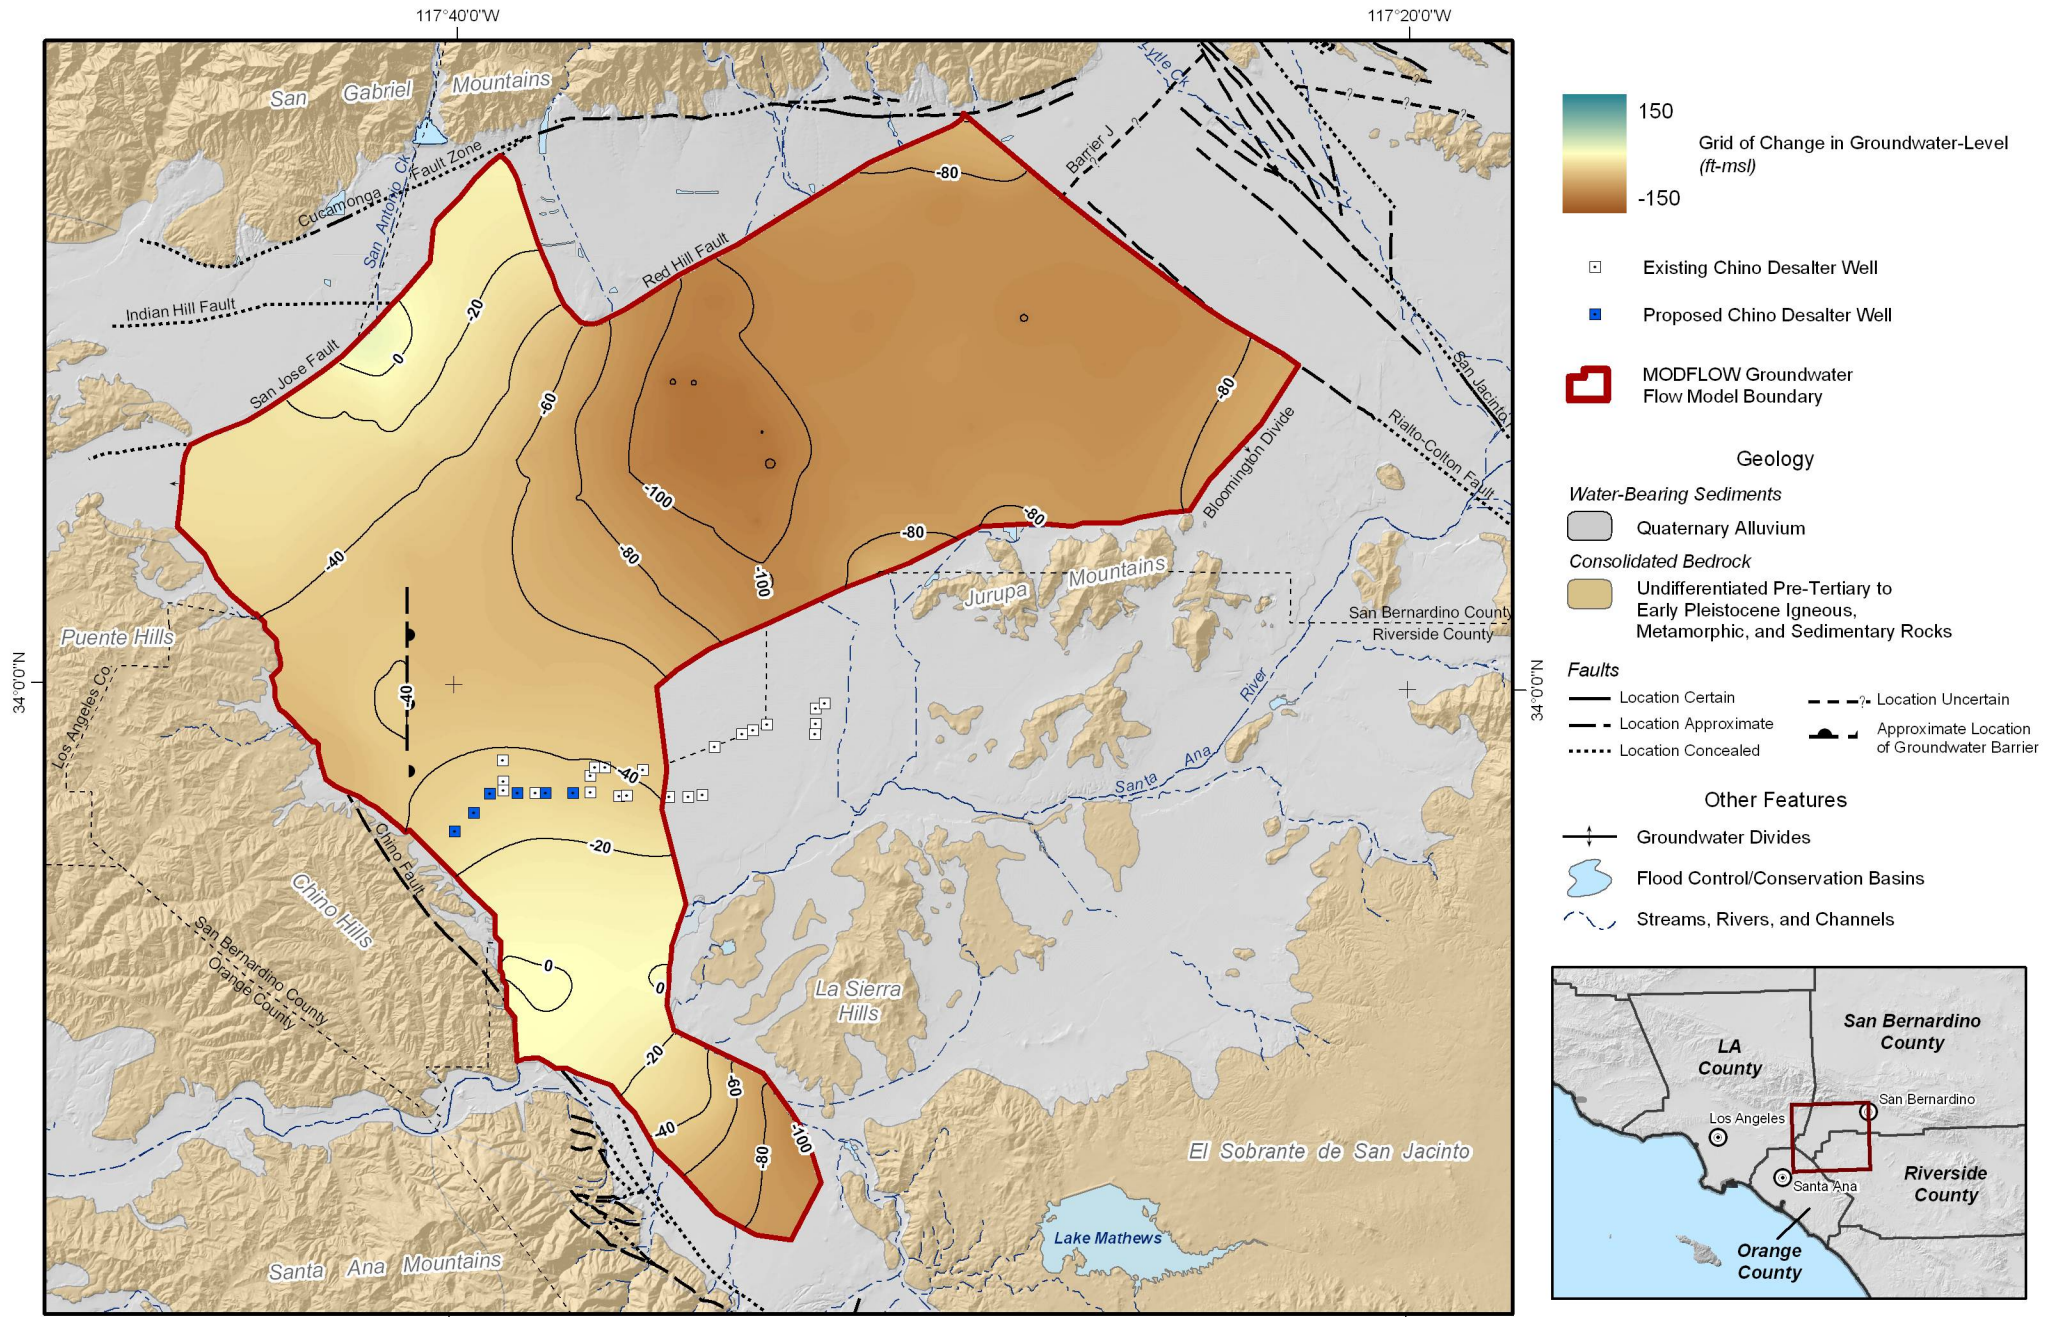 117°40'0"W
117°20'0"W
San Gabriel Mountains
Lytle Ck
Barrier J
?
?
?
?
?
?
Cucamonga Fault Zone
San Antonio Ck
-80
Red Hill Fault
Indian Hill Fault
-20
San Jose Fault
0
-60
-80
San Jacinto
Rialto-Colton Fault
Bloomington Divide
-100
-80
-80
-40
-80
-100
Jurupa Mountains
San Bernardino County
Riverside County
Puente Hills
Los Angeles Co.
34°0'0"N
34°0'0"N
-40
River
Ana
Santa
-40
-20
Chino Fault
Chino Hills
San Bernardino County
Orange County
0
0
La Sierra
Hills
-20
-60
-40
-80
-100
El Sobrante de San Jacinto
Lake Mathews
Santa Ana Mountains
150
-150
Grid of Change in Groundwater-Level
(ft-msl)
Existing Chino Desalter Well
Proposed Chino Desalter Well
MODFLOW Groundwater
Flow Model Boundary
Geology
Water-Bearing Sediments
Quaternary Alluvium
Consolidated Bedrock
Undifferentiated Pre-Tertiary to
Early Pleistocene Igneous,
Metamorphic, and Sedimentary Rocks
Faults
Location Certain
Location Approximate
Location Concealed
?
Location Uncertain
Approximate Location
of Groundwater Barrier
Other Features
Groundwater Divides
Flood Control/Conservation Basins
Streams, Rivers, and Channels
San Bernardino
County
LA
County
San Bernardino
Los Angeles
Santa Ana
Riverside
County
Orange
County